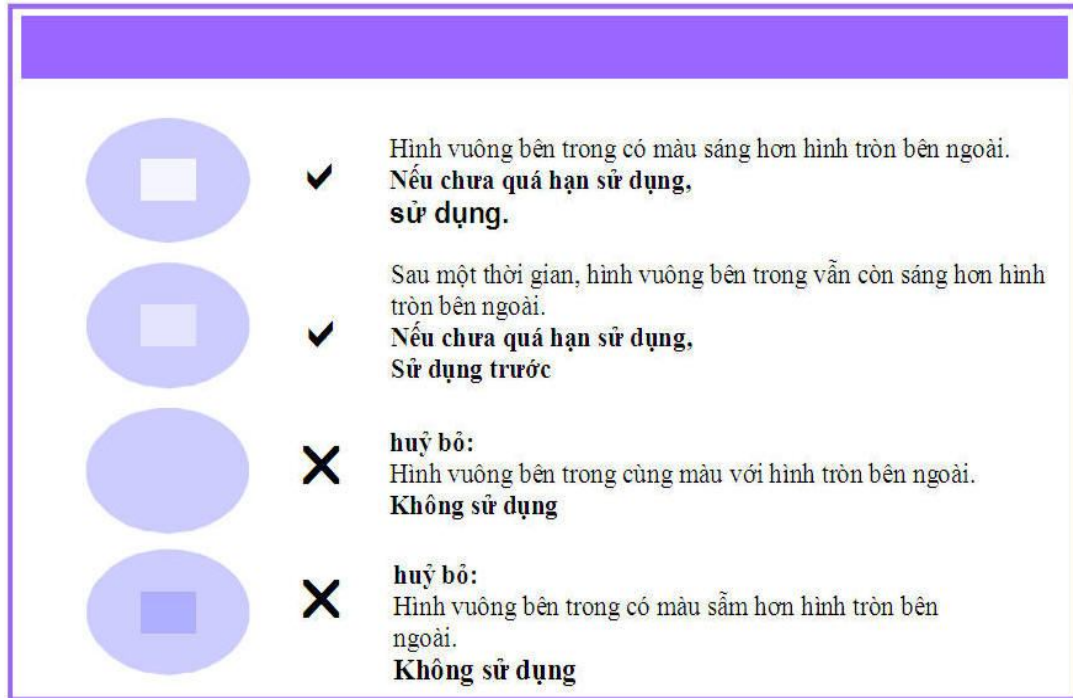 Hình vuông bên trong có màu sáng hơn hình tròn bên ngoài.
Nếu chưa quá hạn sử dụng,
sử dụng.
Sau một thời gian, hình vuông bên trong vẫn còn sáng hơn hình
tròn bên ngoài.
Nếu chưa quá hạn sử dụng,
Sử dụng trước
huỷ bỏ:
Hình vuông bên trong cùng màu với hình tròn bên ngoài.
Không sử dụng
huỷ bỏ:
Hình vuông bên trong có màu sẫm hơn hình tròn bên
ngoài.
Không sử dụng